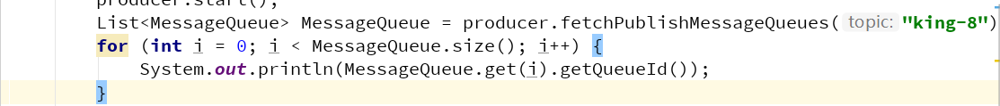 producer.start();
List<MessageQueue> MessageQueue = producer.fetchPublishMessageQueues( topic: "king-8")
for (int i = 0; i < MessageQueue.size(); i++) {
System.out.println(MessageQueue.get(i).getQueueId());
}